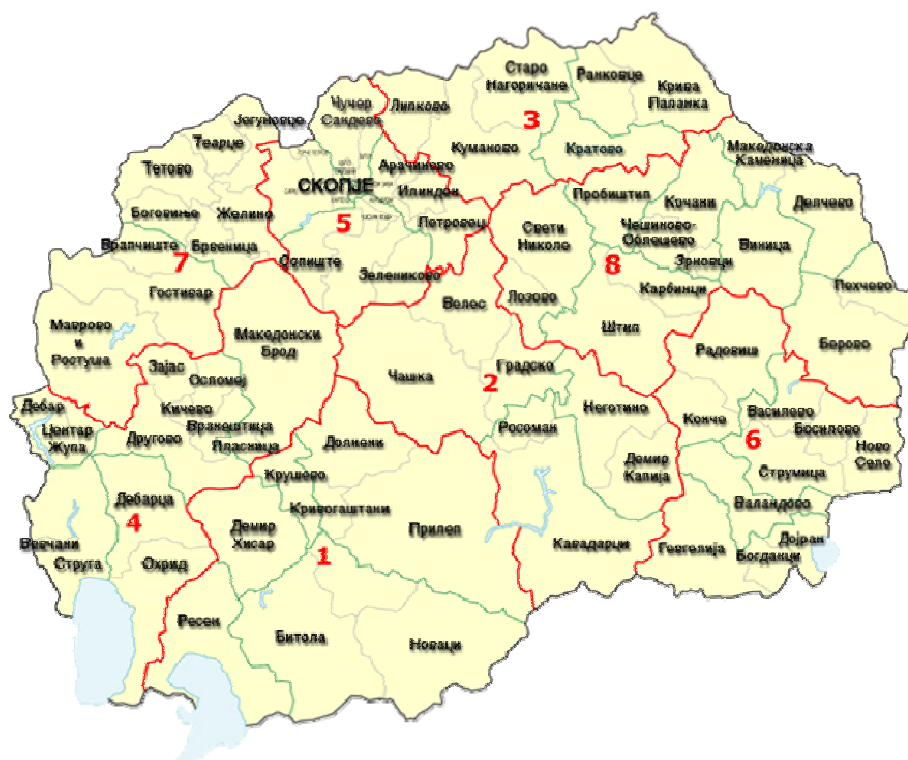 Старо
Нагоричане
Ранковце
Крива
Паланка
Чучер
Сандево
Липково
Јегуновце
3
Теарце
Куманово
Кратово
Македонска
Каменица
Тетово
Арачиново
СКОПЈЕ
Илинден
Пробиштип
Кочани
Делчево
Боговиње
Желино
5
Петровец
Свети
Николе
Чешиново-
Облешево
Виница
Врапчиште
Брвеница
7
Сопиште
Зелениково
8
Зрновци
Карбинци
Пехчево
Гостивар
Велес
Лозово
Штип
Маврово
и
Ростуша
Македонски
Брод
Радовиш
Берово
Зајас
Осломеј
Чашка
2
Градско
Дебар
Центар
Жупа
Кичево
Вранештица
Другово
Пласница
Долнени
Росоман
Неготино
Конче
Василево
Босилово
6
Ново
Село
Демир
Капија
Струмица
Крушево
Дебарца
4
Кривогаштани
Демир
Хисар
Прилеп
Валандово
Вевчани
Струга
Охрид
1
Кавадарци
Гевгелија
Дојран
Богданци
Ресен
Битола
Новаци